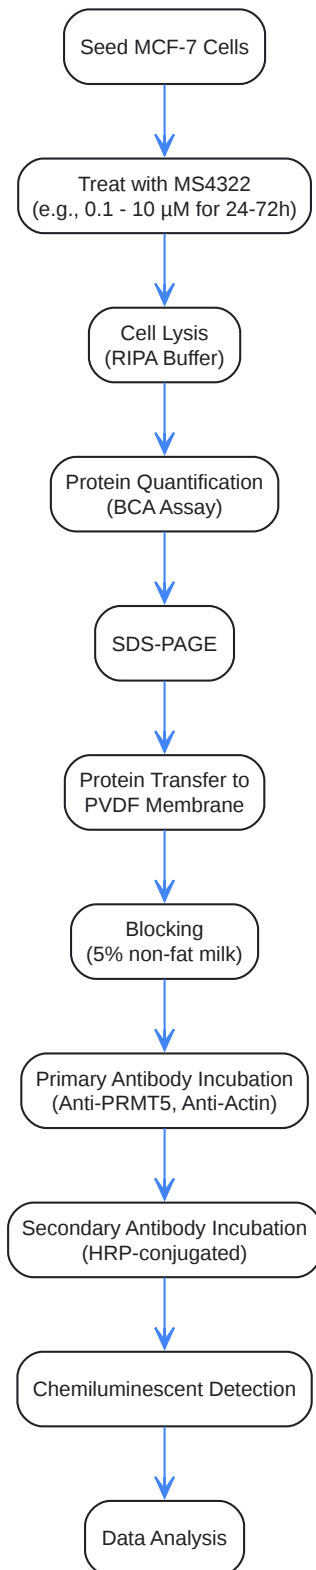 Seed MCF-7 Cells
Treat with MS4322
(e.g., 0.1 - 10 µM for 24-72h)
Cell Lysis
(RIPA Buffer)
Protein Quantification
(BCA Assay)
SDS-PAGE
Protein Transfer to
PVDF Membrane
Blocking
(5% non-fat milk)
Primary Antibody Incubation
(Anti-PRMT5, Anti-Actin)
Secondary Antibody Incubation
(HRP-conjugated)
Chemiluminescent Detection
Data Analysis